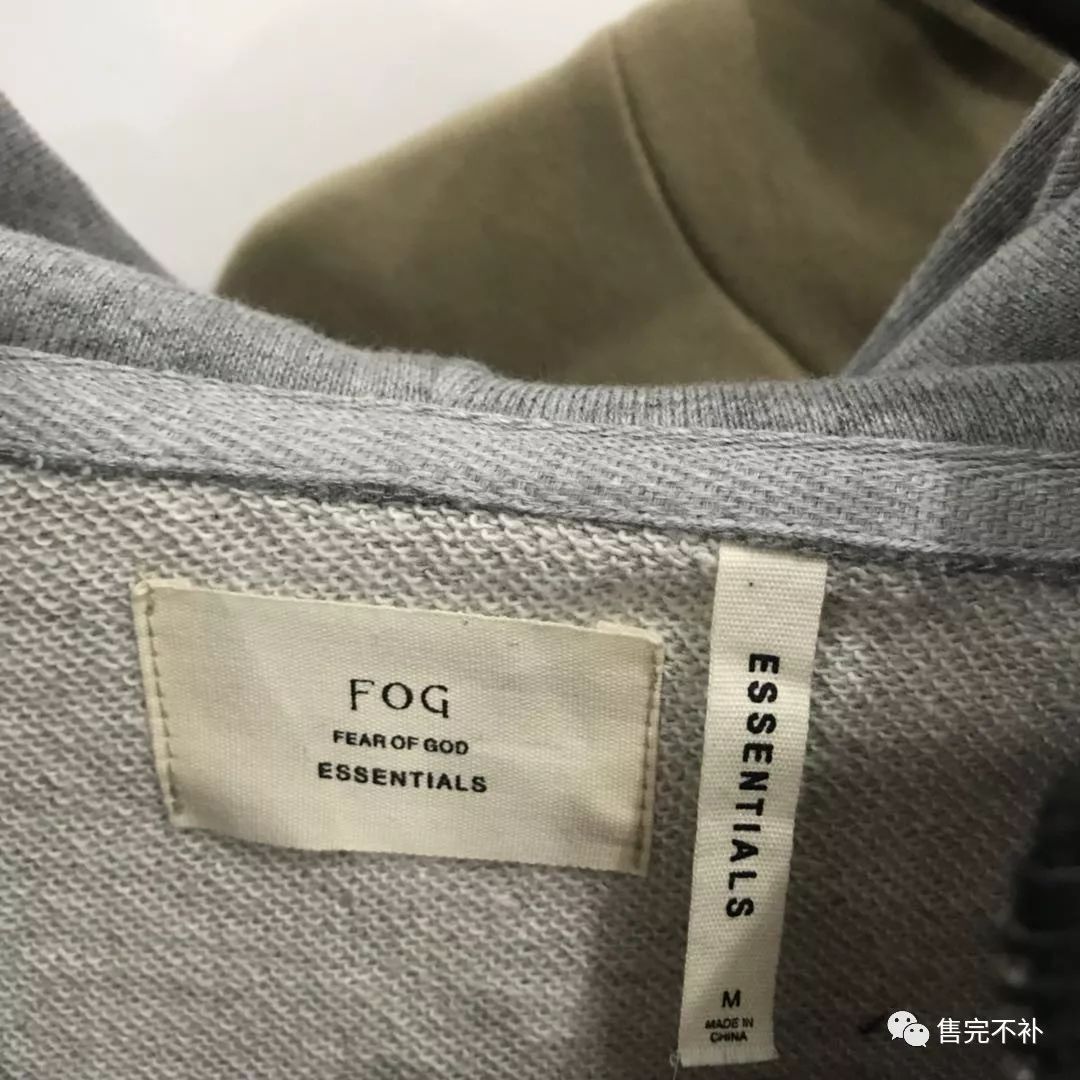 FOG
FEAR OF GOD
ESSENTIALS
ESSENTIALS
M
MADE IN
CHINA
售完不补